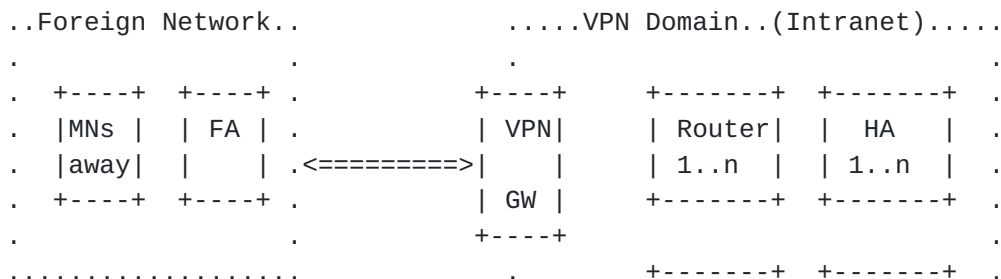 ..Foreign Network..             .....VPN Domain..(Intranet).....
.                 .             .                              .
.  +----+  +----+ .           +----+     +-------+  +-------+  .
.  |MNs |  | FA | .           | VPN|     | Router|  |  HA   |  .
.  |away|  |    | .<=========>|    |     | 1..n  |  | 1..n  |  .
.  +----+  +----+ .           | GW |     +-------+  +-------+  .
.                 .           +----+                           .
...................             .        +-------+  +-------+  .